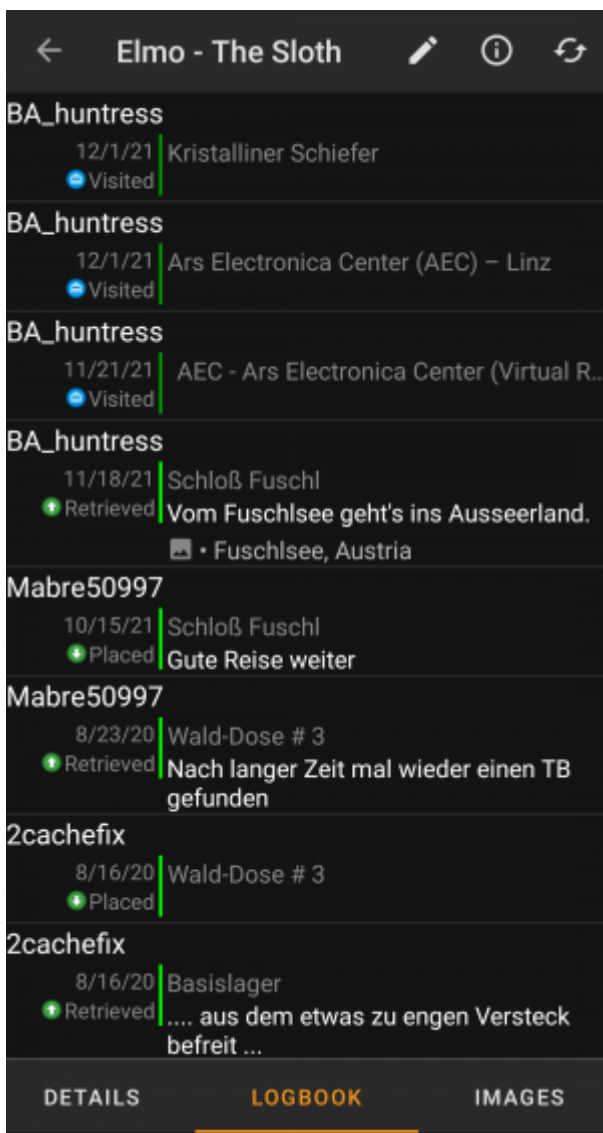 Elmo - The Sloth
BA_huntress
12/1/21 Kristalliner Schiefer
Visited
BA_huntress
12/1/21 Ars Electronica Center (AEC) – Linz
Visited
BA_huntress
11/21/21 AEC - Ars Electronica Center (Virtual R..
Visited
BA_huntress
11/18/21 Schloß Fuschl
Retrieved Vom Fuschlsee geht's ins Ausseerland.
• Fuschlsee, Austria
Mabre50997
10/15/21 Schloß Fuschl
Placed Gute Reise weiter
Mabre50997
8/23/20 Wald-Dose # 3
Retrieved Nach langer Zeit mal wieder einen TB
gefunden
2cachefix
8/16/20 Wald-Dose # 3
Placed
2cachefix
8/16/20 Basislager
Retrieved .... aus dem etwas zu engen Versteck
befreit ...
DETAILS LOGBOOK IMAGES